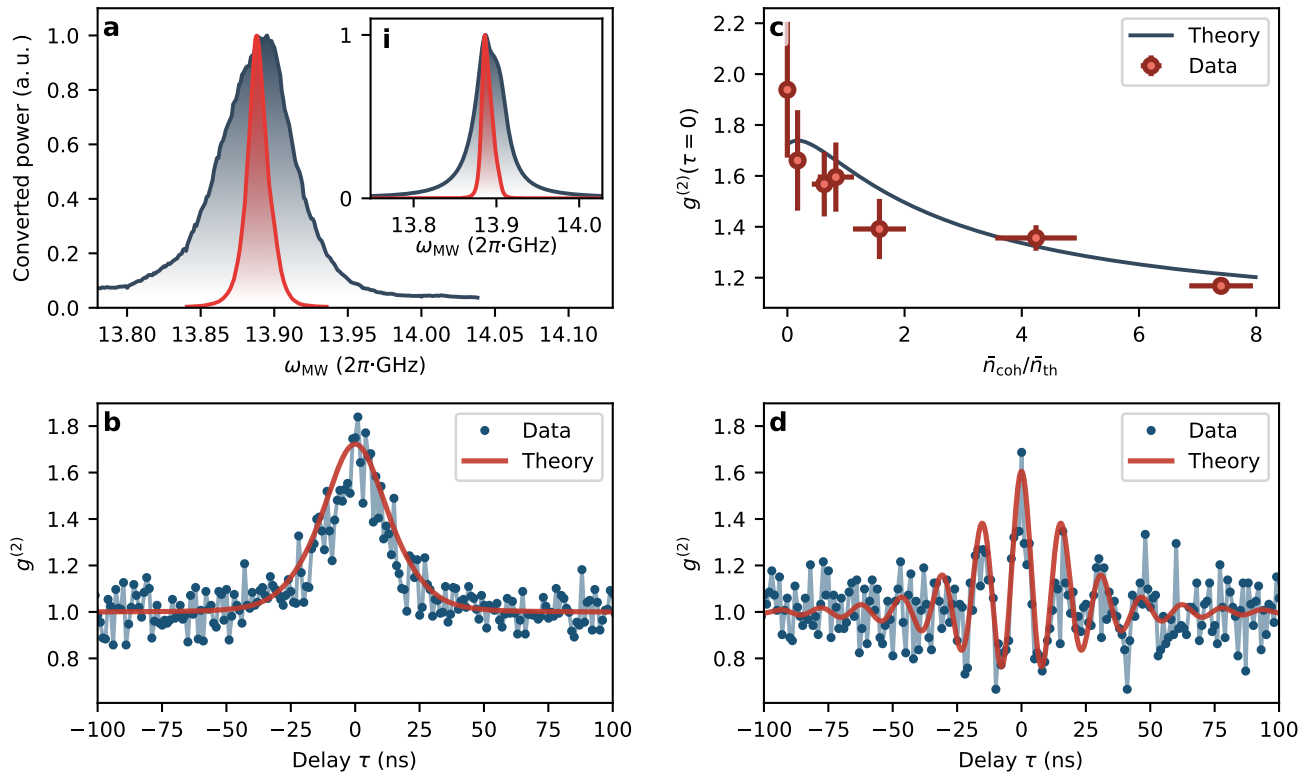 a
Converted power (a. u.)
1.0
0.8
0.6
0.4
0.2
0.0
13.80 13.85 13.90 13.95 14.00 14.05 14.10
ω_MW (2π·GHz)
i
1
0
13.8 13.9 14.0
ω_MW (2π·GHz)
c
g⁽²⁾(τ = 0)
2.2
2.0
1.8
1.6
1.4
1.2
Theory
Data
0 2 4 6 8
n̄_coh/n̄_th
b
g⁽²⁾
1.8
1.6
1.4
1.2
1.0
0.8
Data
Theory
−100 −75 −50 −25 0 25 50 75 100
Delay τ (ns)
d
g⁽²⁾
1.8
1.6
1.4
1.2
1.0
0.8
Data
Theory
−100 −75 −50 −25 0 25 50 75 100
Delay τ (ns)